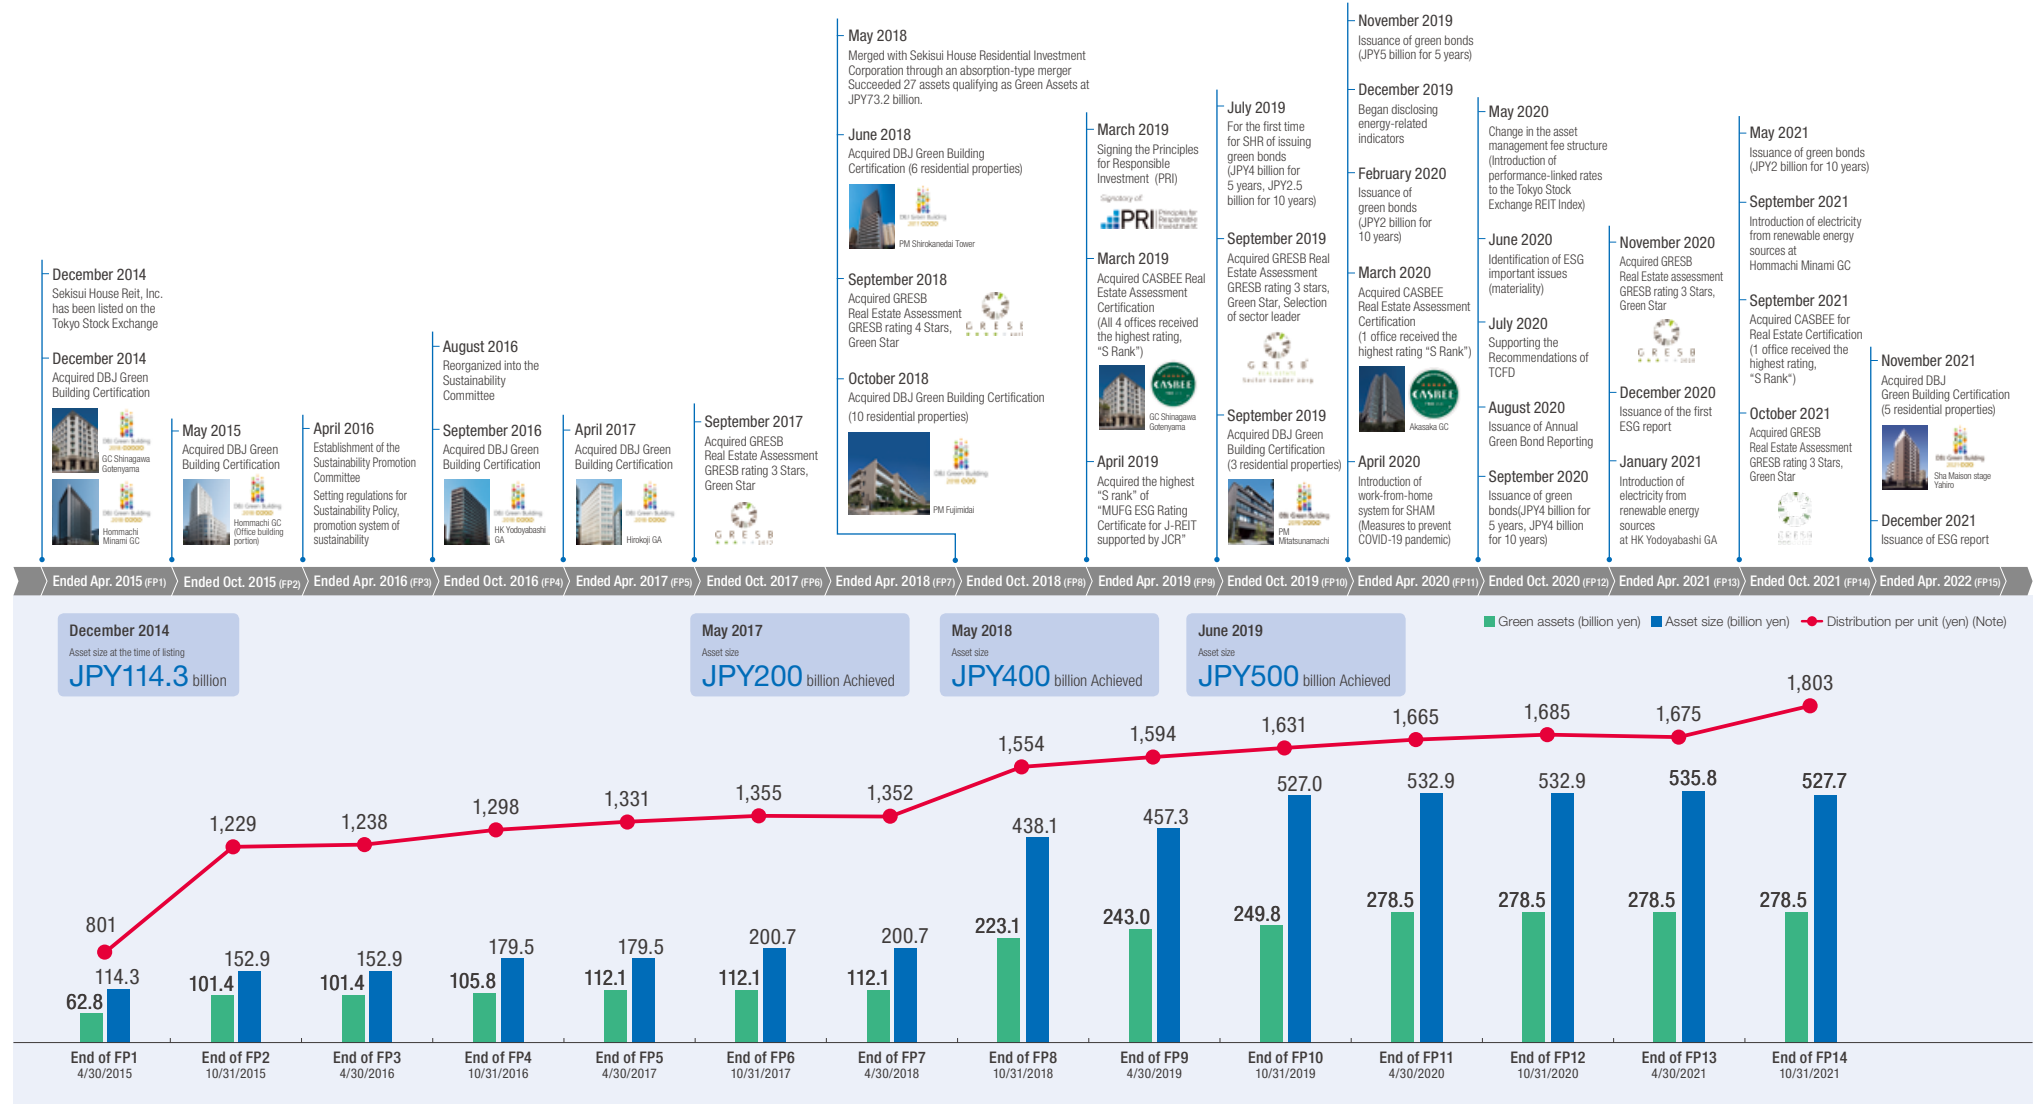 December 2014
Sekisui House Reit, Inc.
has been listed on the
Tokyo Stock Exchange
December 2014
Acquired DBJ Green
Building Certification
GC Shinagawa
Gotenyama
Hommachi
Minami GC
May 2015
Acquired DBJ Green
Building Certification
Hommachi GC
(Office building
portion)
April 2016
Establishment of the
Sustainability Promotion
Committee
Setting regulations for
Sustainability Policy,
promotion system of
sustainability
August 2016
Reorganized into the
Sustainability
Committee
September 2016
Acquired DBJ Green
Building Certification
HK Yodoyabashi
GA
April 2017
Acquired DBJ Green
Building Certification
Hirokoji GA
September 2017
Acquired GRESB
Real Estate Assessment
GRESB rating 3 Stars,
Green Star
GRESB
2017
May 2018
Merged with Sekisui House Residential Investment
Corporation through an absorption-type merger
Succeeded 27 assets qualifying as Green Assets at
JPY73.2 billion.
June 2018
Acquired DBJ Green Building
Certification (6 residential properties)
DBJ Green Building
PM Shirokanedai Tower
September 2018
Acquired GRESB
Real Estate Assessment
GRESB rating 4 Stars,
Green Star
GRESB
October 2018
Acquired DBJ Green Building Certification
(10 residential properties)
DBJ Green Building
PM Fujimidai
March 2019
Signing the Principles
for Responsible
Investment (PRI)
Signatory of
PRI Principles for
Responsible
Investment
March 2019
Acquired CASBEE Real
Estate Assessment
Certification
(All 4 offices received
the highest rating,
“S Rank”)
CASBEE
GC Shinagawa
Gotenyama
April 2019
Acquired the highest
“S rank” of
“MUFG ESG Rating
Certificate for J-REIT
supported by JCR”
July 2019
For the first time
for SHR of issuing
green bonds
(JPY4 billion for
5 years, JPY2.5
billion for 10 years)
September 2019
Acquired GRESB Real
Estate Assessment
GRESB rating 3 stars,
Green Star, Selection
of sector leader
GRESB
REAL ESTATE
sector leader 2019
September 2019
Acquired DBJ Green
Building Certification
(3 residential properties)
PM
Mitatsunamachi
November 2019
Issuance of green bonds
(JPY5 billion for 5 years)
December 2019
Began disclosing
energy-related
indicators
February 2020
Issuance of
green bonds
(JPY2 billion for
10 years)
March 2020
Acquired CASBEE
Real Estate Assessment
Certification
(1 office received the
highest rating “S Rank”)
CASBEE
Akasaka GC
April 2020
Introduction of
work-from-home
system for SHAM
(Measures to prevent
COVID-19 pandemic)
May 2020
Change in the asset
management fee structure
(Introduction of
performance-linked rates
to the Tokyo Stock
Exchange REIT Index)
June 2020
Identification of ESG
important issues
(materiality)
July 2020
Supporting the
Recommendations of
TCFD
August 2020
Issuance of Annual
Green Bond Reporting
September 2020
Issuance of green
bonds(JPY4 billion for
5 years, JPY4 billion
for 10 years)
November 2020
Acquired GRESB
Real Estate assessment
GRESB rating 3 Stars,
Green Star
GRESB
2020
December 2020
Issuance of the first
ESG report
January 2021
Introduction of
electricity from
renewable energy
sources
at HK Yodoyabashi GA
May 2021
Issuance of green bonds
(JPY2 billion for 10 years)
September 2021
Introduction of electricity
from renewable energy
sources at
Hommachi Minami GC
September 2021
Acquired CASBEE for
Real Estate Certification
(1 office received the
highest rating,
“S Rank“)
October 2021
Acquired GRESB
Real Estate Assessment
GRESB rating 3 Stars,
Green Star
GRESB
November 2021
Acquired DBJ
Green Building Certification
(5 residential properties)
Sha Maison stage
Yahiro
December 2021
Issuance of ESG report
Ended Apr. 2015 (FP1)
Ended Oct. 2015 (FP2)
Ended Apr. 2016 (FP3)
Ended Oct. 2016 (FP4)
Ended Apr. 2017 (FP5)
Ended Oct. 2017 (FP6)
Ended Apr. 2018 (FP7)
Ended Oct. 2018 (FP8)
Ended Apr. 2019 (FP9)
Ended Oct. 2019 (FP10)
Ended Apr. 2020 (FP11)
Ended Oct. 2020 (FP12)
Ended Apr. 2021 (FP13)
Ended Oct. 2021 (FP14)
Ended Apr. 2022 (FP15)
December 2014
Asset size at the time of listing
JPY114.3 billion
May 2017
Asset size
JPY200 billion Achieved
May 2018
Asset size
JPY400 billion Achieved
June 2019
Asset size
JPY500 billion Achieved
Green assets (billion yen) Asset size (billion yen) Distribution per unit (yen) (Note)
801
1,229
1,238
1,298
1,331
1,355
1,352
1,554
1,594
1,631
1,665
1,685
1,675
1,803
62.8
114.3
101.4
152.9
101.4
152.9
105.8
179.5
112.1
179.5
112.1
200.7
112.1
200.7
223.1
438.1
243.0
457.3
249.8
527.0
278.5
532.9
278.5
532.9
278.5
535.8
278.5
527.7
End of FP1
4/30/2015
End of FP2
10/31/2015
End of FP3
4/30/2016
End of FP4
10/31/2016
End of FP5
4/30/2017
End of FP6
10/31/2017
End of FP7
4/30/2018
End of FP8
10/31/2018
End of FP9
4/30/2019
End of FP10
10/31/2019
End of FP11
4/30/2020
End of FP12
10/31/2020
End of FP13
4/30/2021
End of FP14
10/31/2021